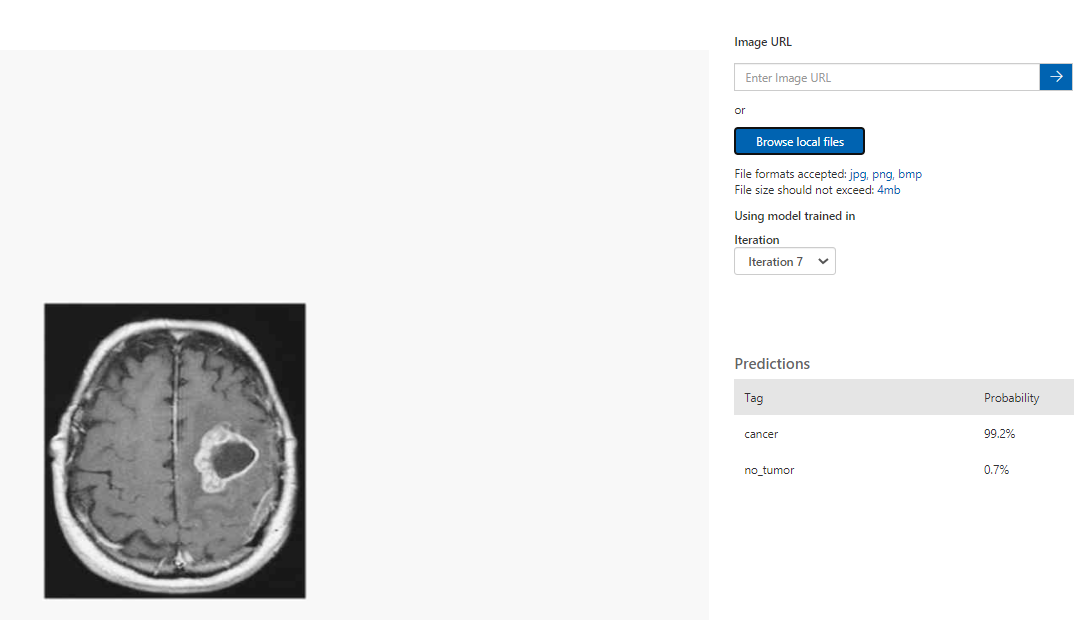 Image URL
Enter Image URL
or
Browse local files
File formats accepted: jpg, png, bmp
File size should not exceed: 4mb
Using model trained in
Iteration
Iteration 7
Predictions
Tag Probability
cancer 99.2%
no_tumor 0.7%